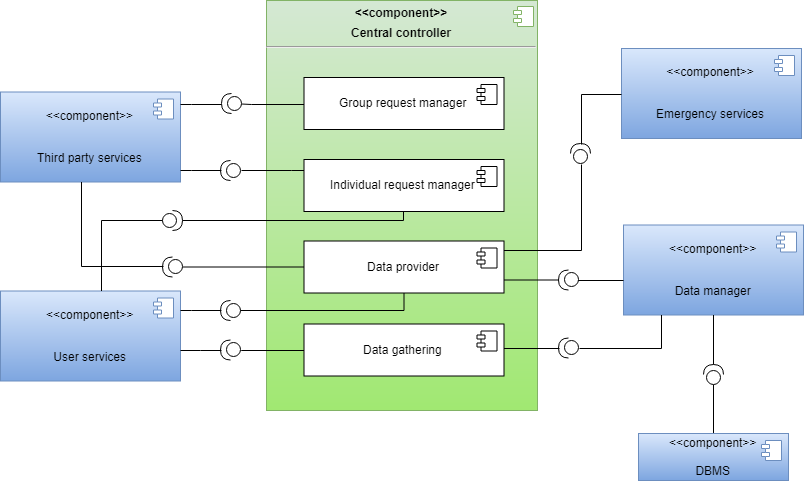 <<component>>
Central controller
Group request manager
Individual request manager
Data provider
Data gathering
<<component>>
Third party services
<<component>>
User services
<<component>>
Emergency services
<<component>>
Data manager
<<component>>
DBMS